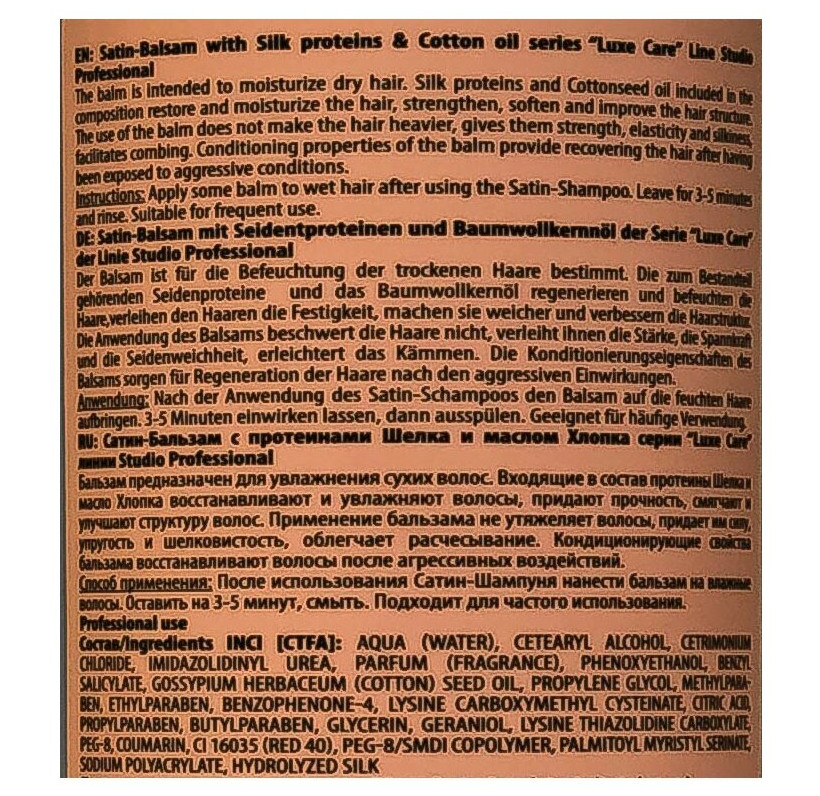 EN: Satin-Balsam with Silk proteins & Cotton oil series "Luxe Care" Line Studio
Professional
The balm is intended to moisturize dry hair. Silk proteins and Cottonseed oil included in the
composition restore and moisturize the hair, strengthen, soften and improve the hair structure.
The use of the balm does not make the hair heavier, gives them strength, elasticity and silkiness,
facilitates combing. Conditioning properties of the balm provide recovering the hair after having
been exposed to aggressive conditions.
Instructions: Apply some balm to wet hair after using the Satin-Shampoo. Leave for 3-5 minutes
and rinse. Suitable for frequent use.
DE: Satin-Balsam mit Seidentproteinen und Baumwollkernnöl der Serie "Luxe Care"
der Linie Studio Professional
Der Balsam ist für die Befeuchtung der trockenen Haare bestimmt. Die zum Bestandteil
gehörenden Seidenproteine und das Baumwollkernöl regenerieren und befeuchten die
Haare,verleihen den Haaren die Festigkeit, machen sie weicher und verbessern die Haarstruktur.
Die Anwendung des Balsams beschwert die Haare nicht, verleiht ihnen die Stärke, die Spannkraft
und die Seidenweichheit, erleichtert das Kämmen. Die Konditionierungseigenschaften des
Balsams sorgen für Regeneration der Haare nach den aggressiven Einwirkungen.
Anwendung: Nach der Anwendung des Satin-Schampoos den Balsam auf die feuchten Haare
aufbringen. 3-5 Minuten einwirken lassen, dann ausspülen. Geeignet für häufige Verwendung.
RU: Сатин-Бальзам с протеинами Шелка и маслом Хлопка серии "Luxe Care"
линии Studio Professional
Бальзам предназначен для увлажнения сухих волос. Входящие в состав протеины Шелка и
масло Хлопка восстанавливают и увлажняют волосы, придают прочность, смягчают и
улучшают структуру волос. Применение бальзама не утяжеляет волосы, придает им силу,
упругость и шелковистость, облегчает расчесывание. Кондиционирующие свойства
бальзама восстанавливают волосы после агрессивных воздействий.
Способ применения: После использования Сатин-Шампуня нанести бальзам на влажные
волосы. Оставить на 3-5 минут, смыть. Подходит для частого использования.
Professional use
Состав/Ingredients INCI [CTFA]: AQUA (WATER), CETEARYL ALCOHOL, CETRIMONIUM
CHLORIDE, IMIDAZOLIDINYL UREA, PARFUM (FRAGRANCE), PHENOXYETHANOL, BENZYL
SALICYLATE, GOSSYPIUM HERBACEUM (COTTON) SEED OIL, PROPYLENE GLYCOL, METHYLPARA-
BEN, ETHYLPARABEN, BENZOPHENONE-4, LYSINE CARBOXYMETHYL CYSTEINATE, CITRIC ACID,
PROPYLPARABEN, BUTYLPARABEN, GLYCERIN, GERANIOL, LYSINE THIAZOLIDINE CARBOXYLATE,
PEG-8, COUMARIN, CI 16035 (RED 40), PEG-8/SMDI COPOLYMER, PALMITOYL MYRISTYL SERINATE,
SODIUM POLYACRYLATE, HYDROLYZED SILK